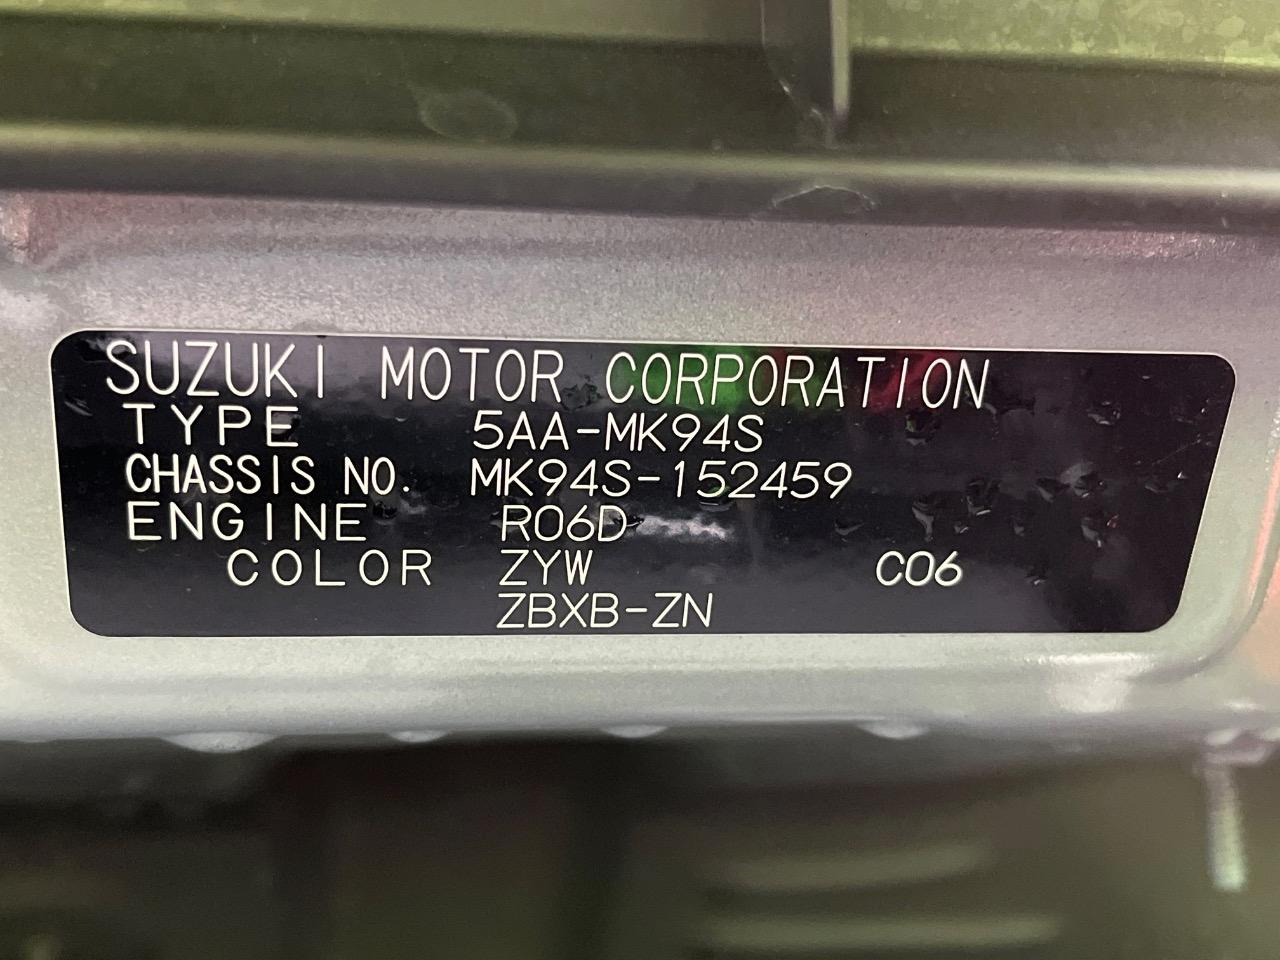 SUZUKI MOTOR CORPORATION
TYPE 5AA-MK94S
CHASSIS NO. MK94S-152459
ENGINE R06D
COLOR ZYW C06
ZBXB-ZN